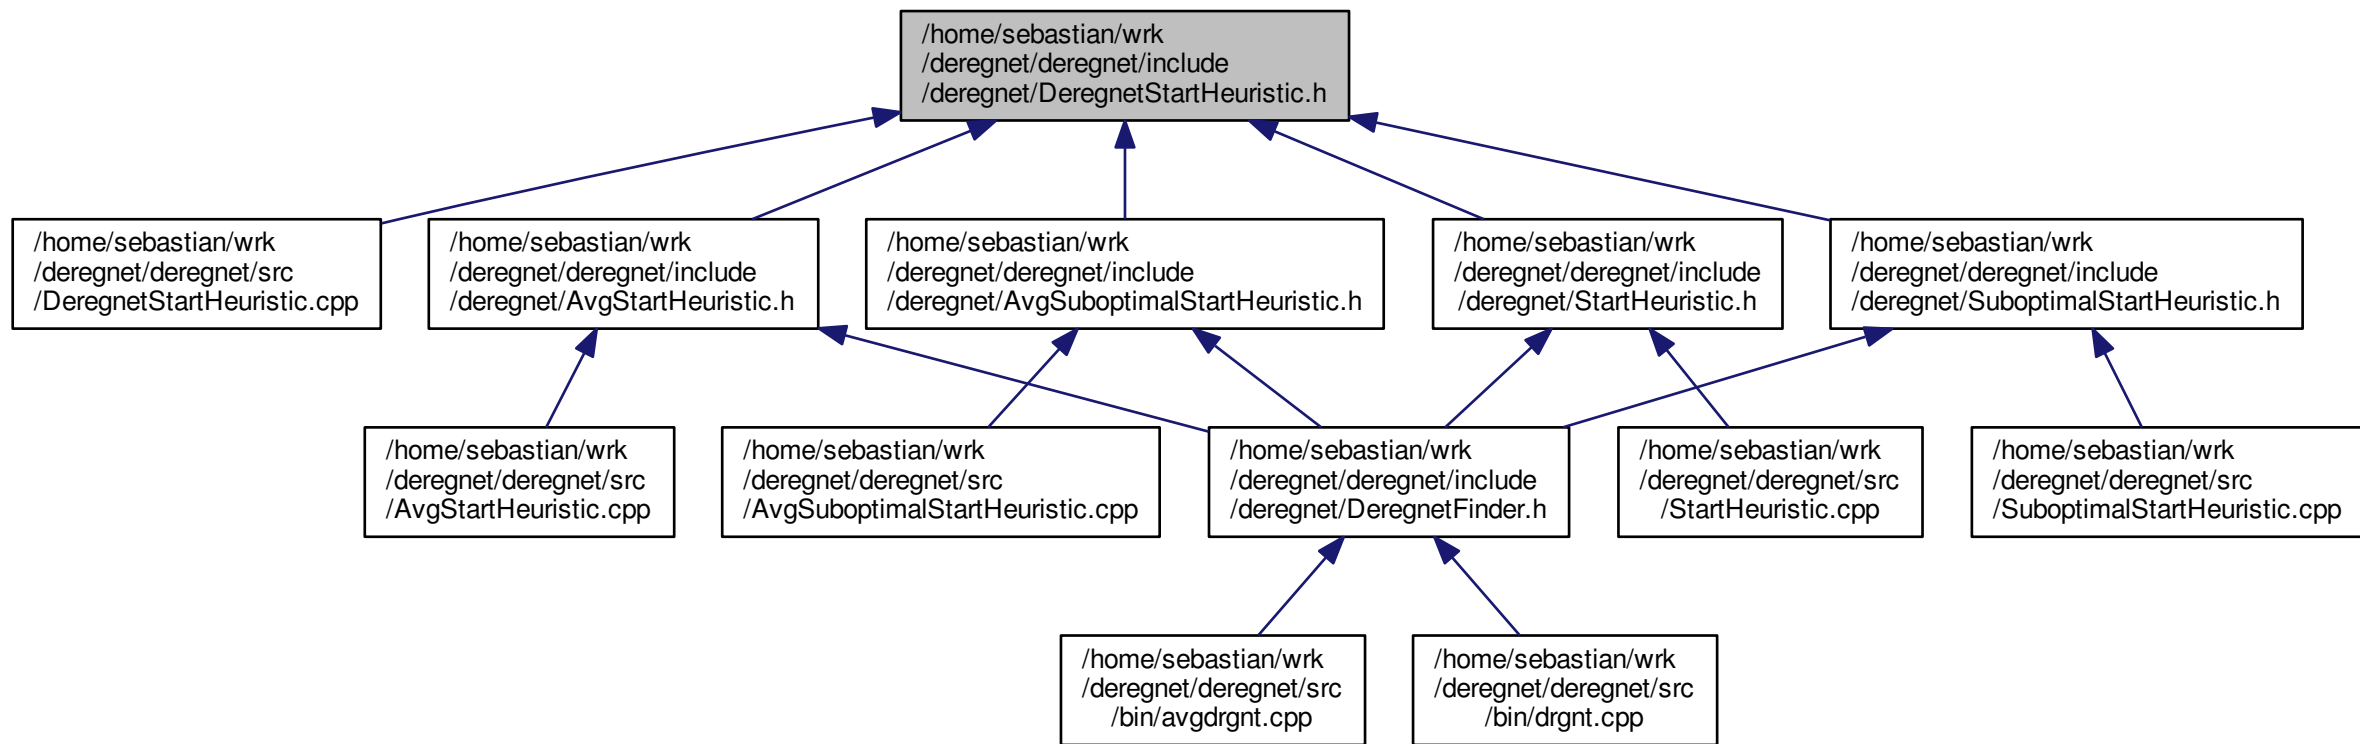 /home/sebastian/wrk
/deregnet/deregnet/include
/deregnet/DeregnetStartHeuristic.h
/home/sebastian/wrk
/deregnet/deregnet/src
/DeregnetStartHeuristic.cpp
/home/sebastian/wrk
/deregnet/deregnet/include
/deregnet/AvgStartHeuristic.h
/home/sebastian/wrk
/deregnet/deregnet/include
/deregnet/AvgSuboptimalStartHeuristic.h
/home/sebastian/wrk
/deregnet/deregnet/include
/deregnet/StartHeuristic.h
/home/sebastian/wrk
/deregnet/deregnet/include
/deregnet/SuboptimalStartHeuristic.h
/home/sebastian/wrk
/deregnet/deregnet/src
/AvgStartHeuristic.cpp
/home/sebastian/wrk
/deregnet/deregnet/src
/AvgSuboptimalStartHeuristic.cpp
/home/sebastian/wrk
/deregnet/deregnet/include
/deregnet/DeregnetFinder.h
/home/sebastian/wrk
/deregnet/deregnet/src
/StartHeuristic.cpp
/home/sebastian/wrk
/deregnet/deregnet/src
/SuboptimalStartHeuristic.cpp
/home/sebastian/wrk
/deregnet/deregnet/src
/bin/avgdrgnt.cpp
/home/sebastian/wrk
/deregnet/deregnet/src
/bin/drgnt.cpp